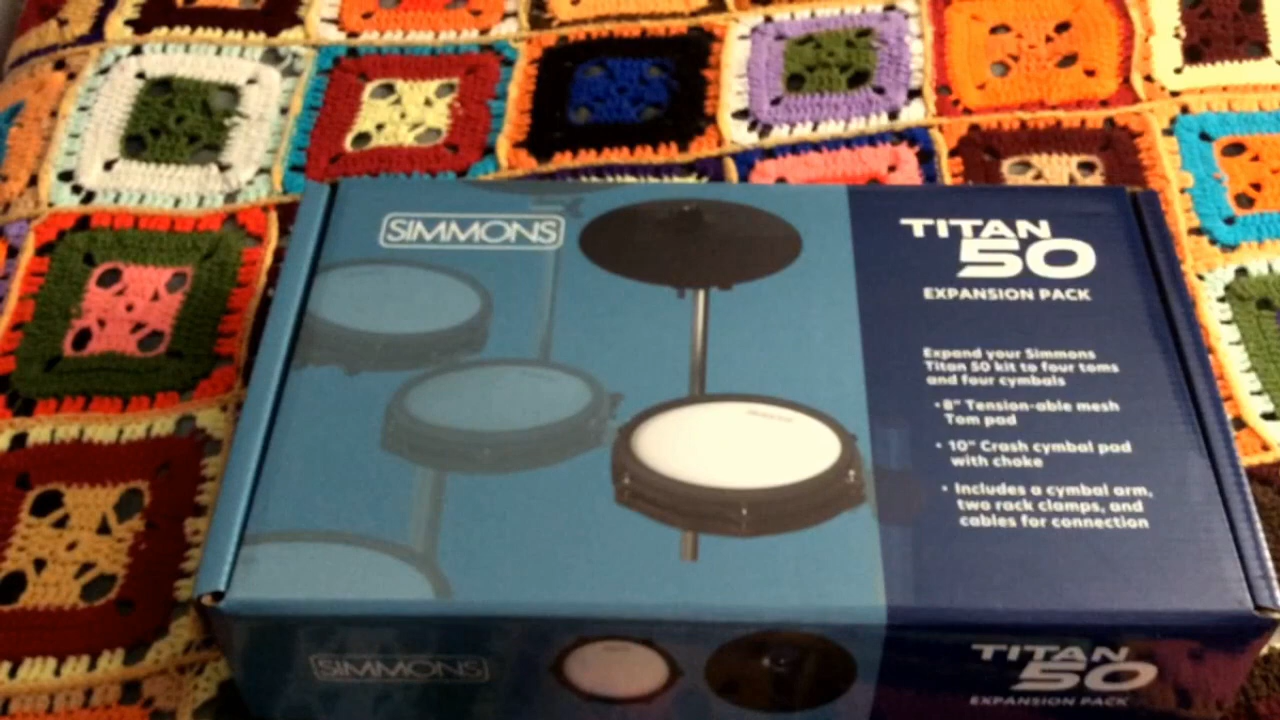 SIMMONS
TITAN
50
EXPANSION PACK
Expand your Simmons
Titan 50 kit to four toms
and four cymbals
• 8" Tension-able mesh
Tom pad
• 10" Crash cymbal pad
with choke
• Includes a cymbal arm,
two rack clamps, and
cables for connection
SIMMONS
TITAN
50
EXPANSION PACK